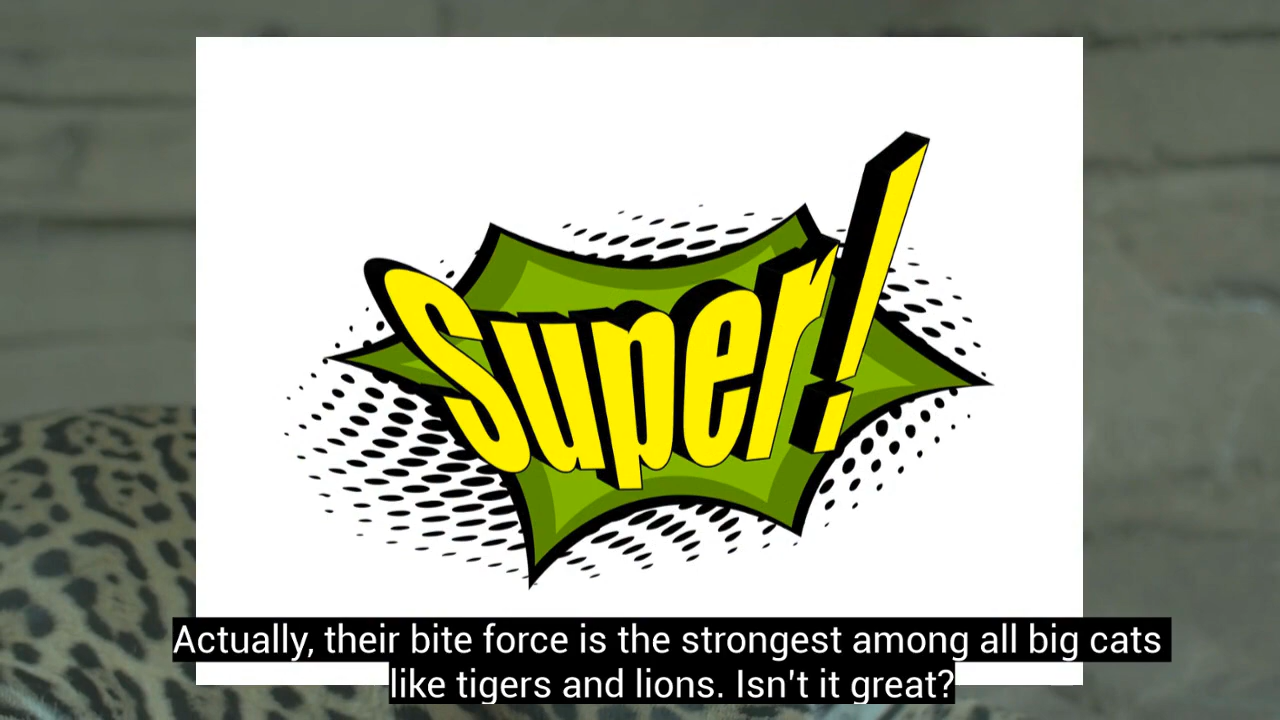 Super!
Actually, their bite force is the strongest among all big cats
like tigers and lions. Isn't it great?